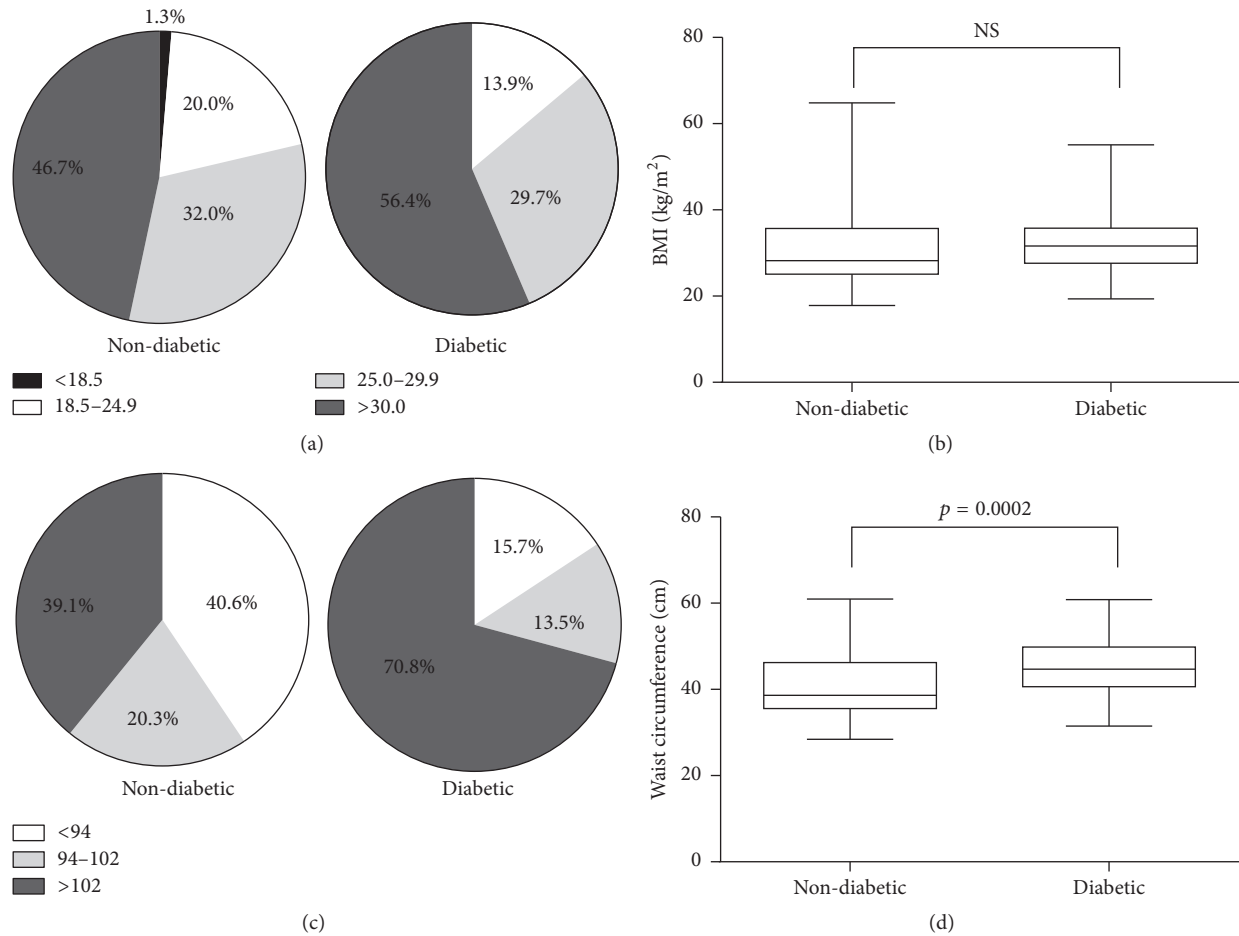 1.3%
20.0%
46.7%
32.0%
Non-diabetic
13.9%
56.4%
29.7%
Diabetic
<18.5
18.5–24.9
25.0–29.9
>30.0
(a)
NS
BMI (kg/m²)
80
60
40
20
0
Non-diabetic
Diabetic
(b)
39.1%
40.6%
20.3%
Non-diabetic
15.7%
13.5%
70.8%
Diabetic
<94
94–102
>102
(c)
p = 0.0002
Waist circumference (cm)
80
60
40
20
0
Non-diabetic
Diabetic
(d)